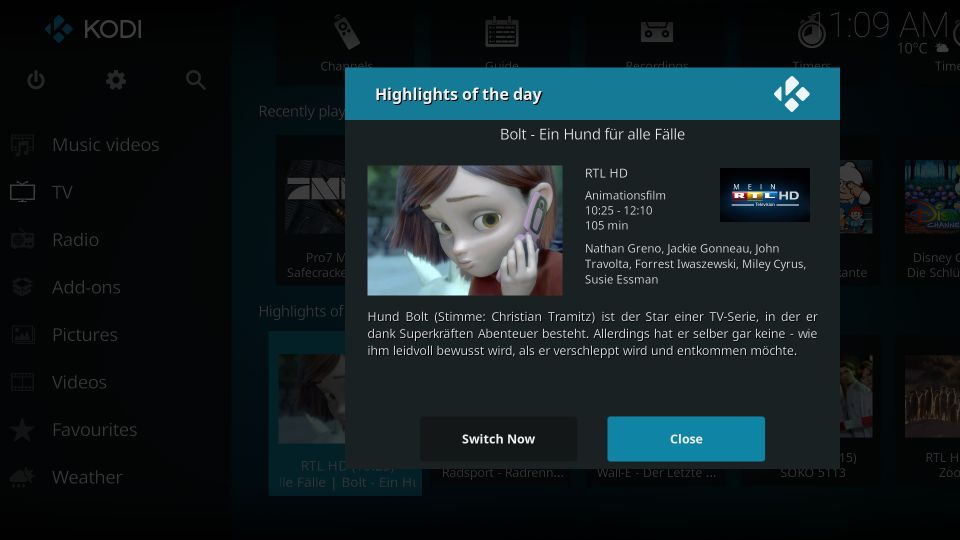 KODI
11:09 AM
10°C
Channels
Guide
Recordings
Timers
Recently play
Music videos
TV
Radio
Add-ons
Pictures
Videos
Favourites
Weather
Highlights of the day
Bolt - Ein Hund für alle Fälle
RTL HD
Animationsfilm
10:25 - 12:10
105 min
MEIN
RTL HD
Television
Nathan Greno, Jackie Gonneau, John
Travolta, Forrest Iwaszewski, Miley Cyrus,
Susie Essman
Hund Bolt (Stimme: Christian Tramitz) ist der Star einer TV-Serie, in der er
dank Superkräften Abenteuer besteht. Allerdings hat er selber gar keine - wie
ihm leidvoll bewusst wird, als er verschleppt wird und entkommen möchte.
Switch Now
Close
Pro7 M
Safecracke
Disney C
Die Schlü
Highlights of
RTL HD (10:25)
lle Fälle | Bolt - Ein Hu
Radsport - Radrenn...
Wall-E - Der Letzte ...
15)
SOKO 5113
RTL H
Zoo